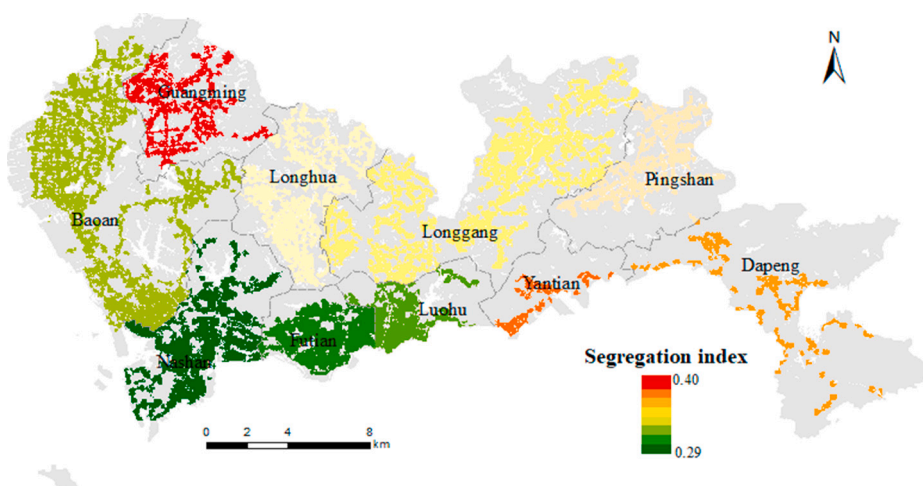 N
Guangming
Longhua
Pingshan
Baoan
Longgang
Dapeng
Yantian
Luohu
Futian
Nashan
Segregation index
0.40
0.29
0 2 4 8
km